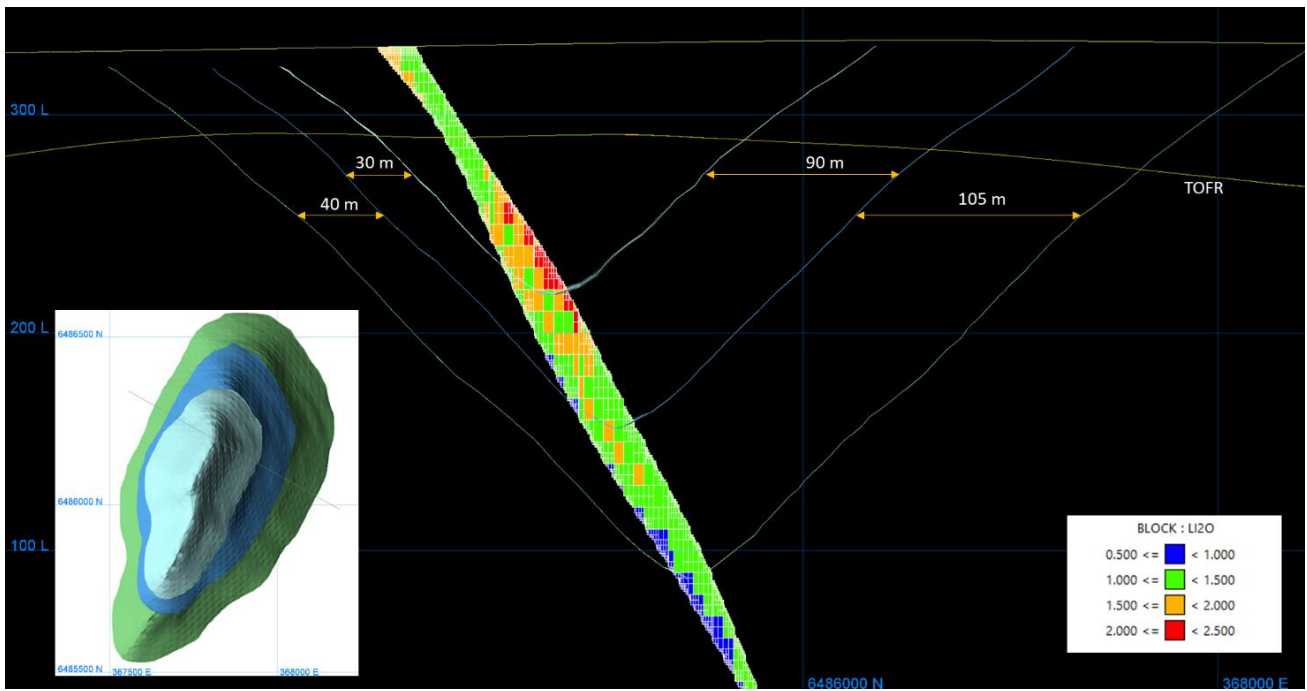 300 L
30 m
90 m
TOFR
40 m
105 m
200 L
6486500 N
6486000 N
6485500 N
367500 E
368000 E
100 L
BLOCK : LI2O
0.500 <= < 1.000
1.000 <= < 1.500
1.500 <= < 2.000
2.000 <= < 2.500
6486000 N
368000 E